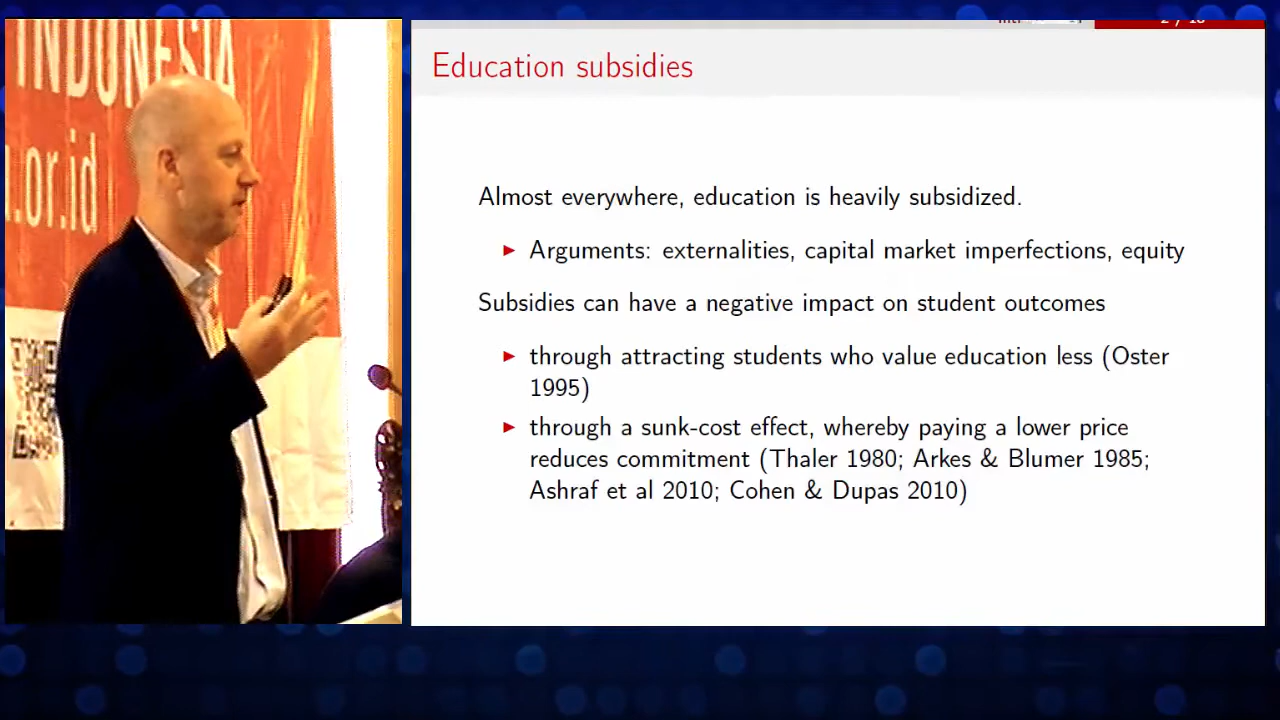 INDONESIA
.or.id
Education subsidies
Almost everywhere, education is heavily subsidized.
Arguments: externalities, capital market imperfections, equity
Subsidies can have a negative impact on student outcomes
through attracting students who value education less (Oster
1995)
through a sunk-cost effect, whereby paying a lower price
reduces commitment (Thaler 1980; Arkes & Blumer 1985;
Ashraf et al 2010; Cohen & Dupas 2010)